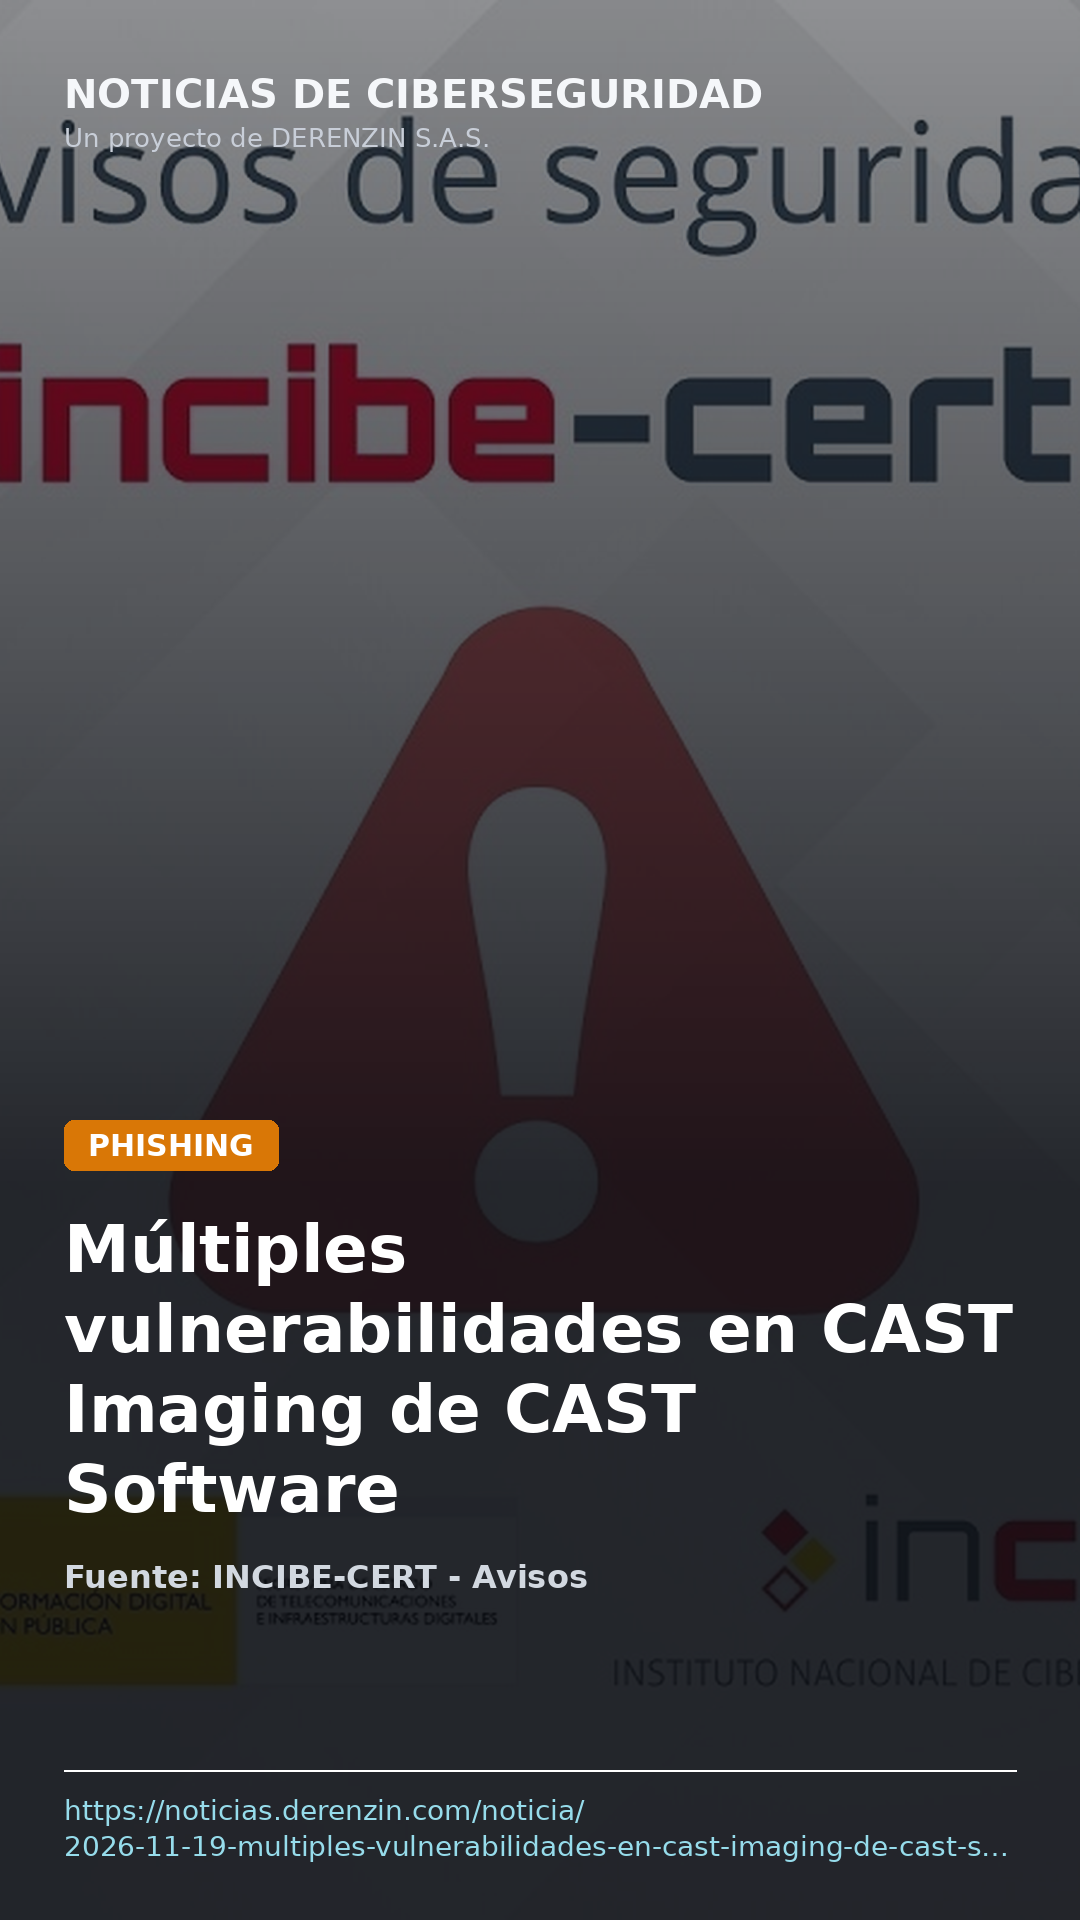 NOTICIAS DE CIBERSEGURIDAD
Un proyecto de DERENZIN S.A.S.
visos de segurida
incibe-cert
PHISHING
Múltiples
vulnerabilidades en CAST
Imaging de CAST
Software
Fuente: INCIBE-CERT - Avisos
ORMACIÓN DIGITAL
N PÚBLICA
DE TELECOMUNICACIONES
E INFRAESTRUCTURAS DIGITALES
inc
INSTITUTO NACIONAL DE CIB
https://noticias.derenzin.com/noticia/
2026-11-19-multiples-vulnerabilidades-en-cast-imaging-de-cast-s...